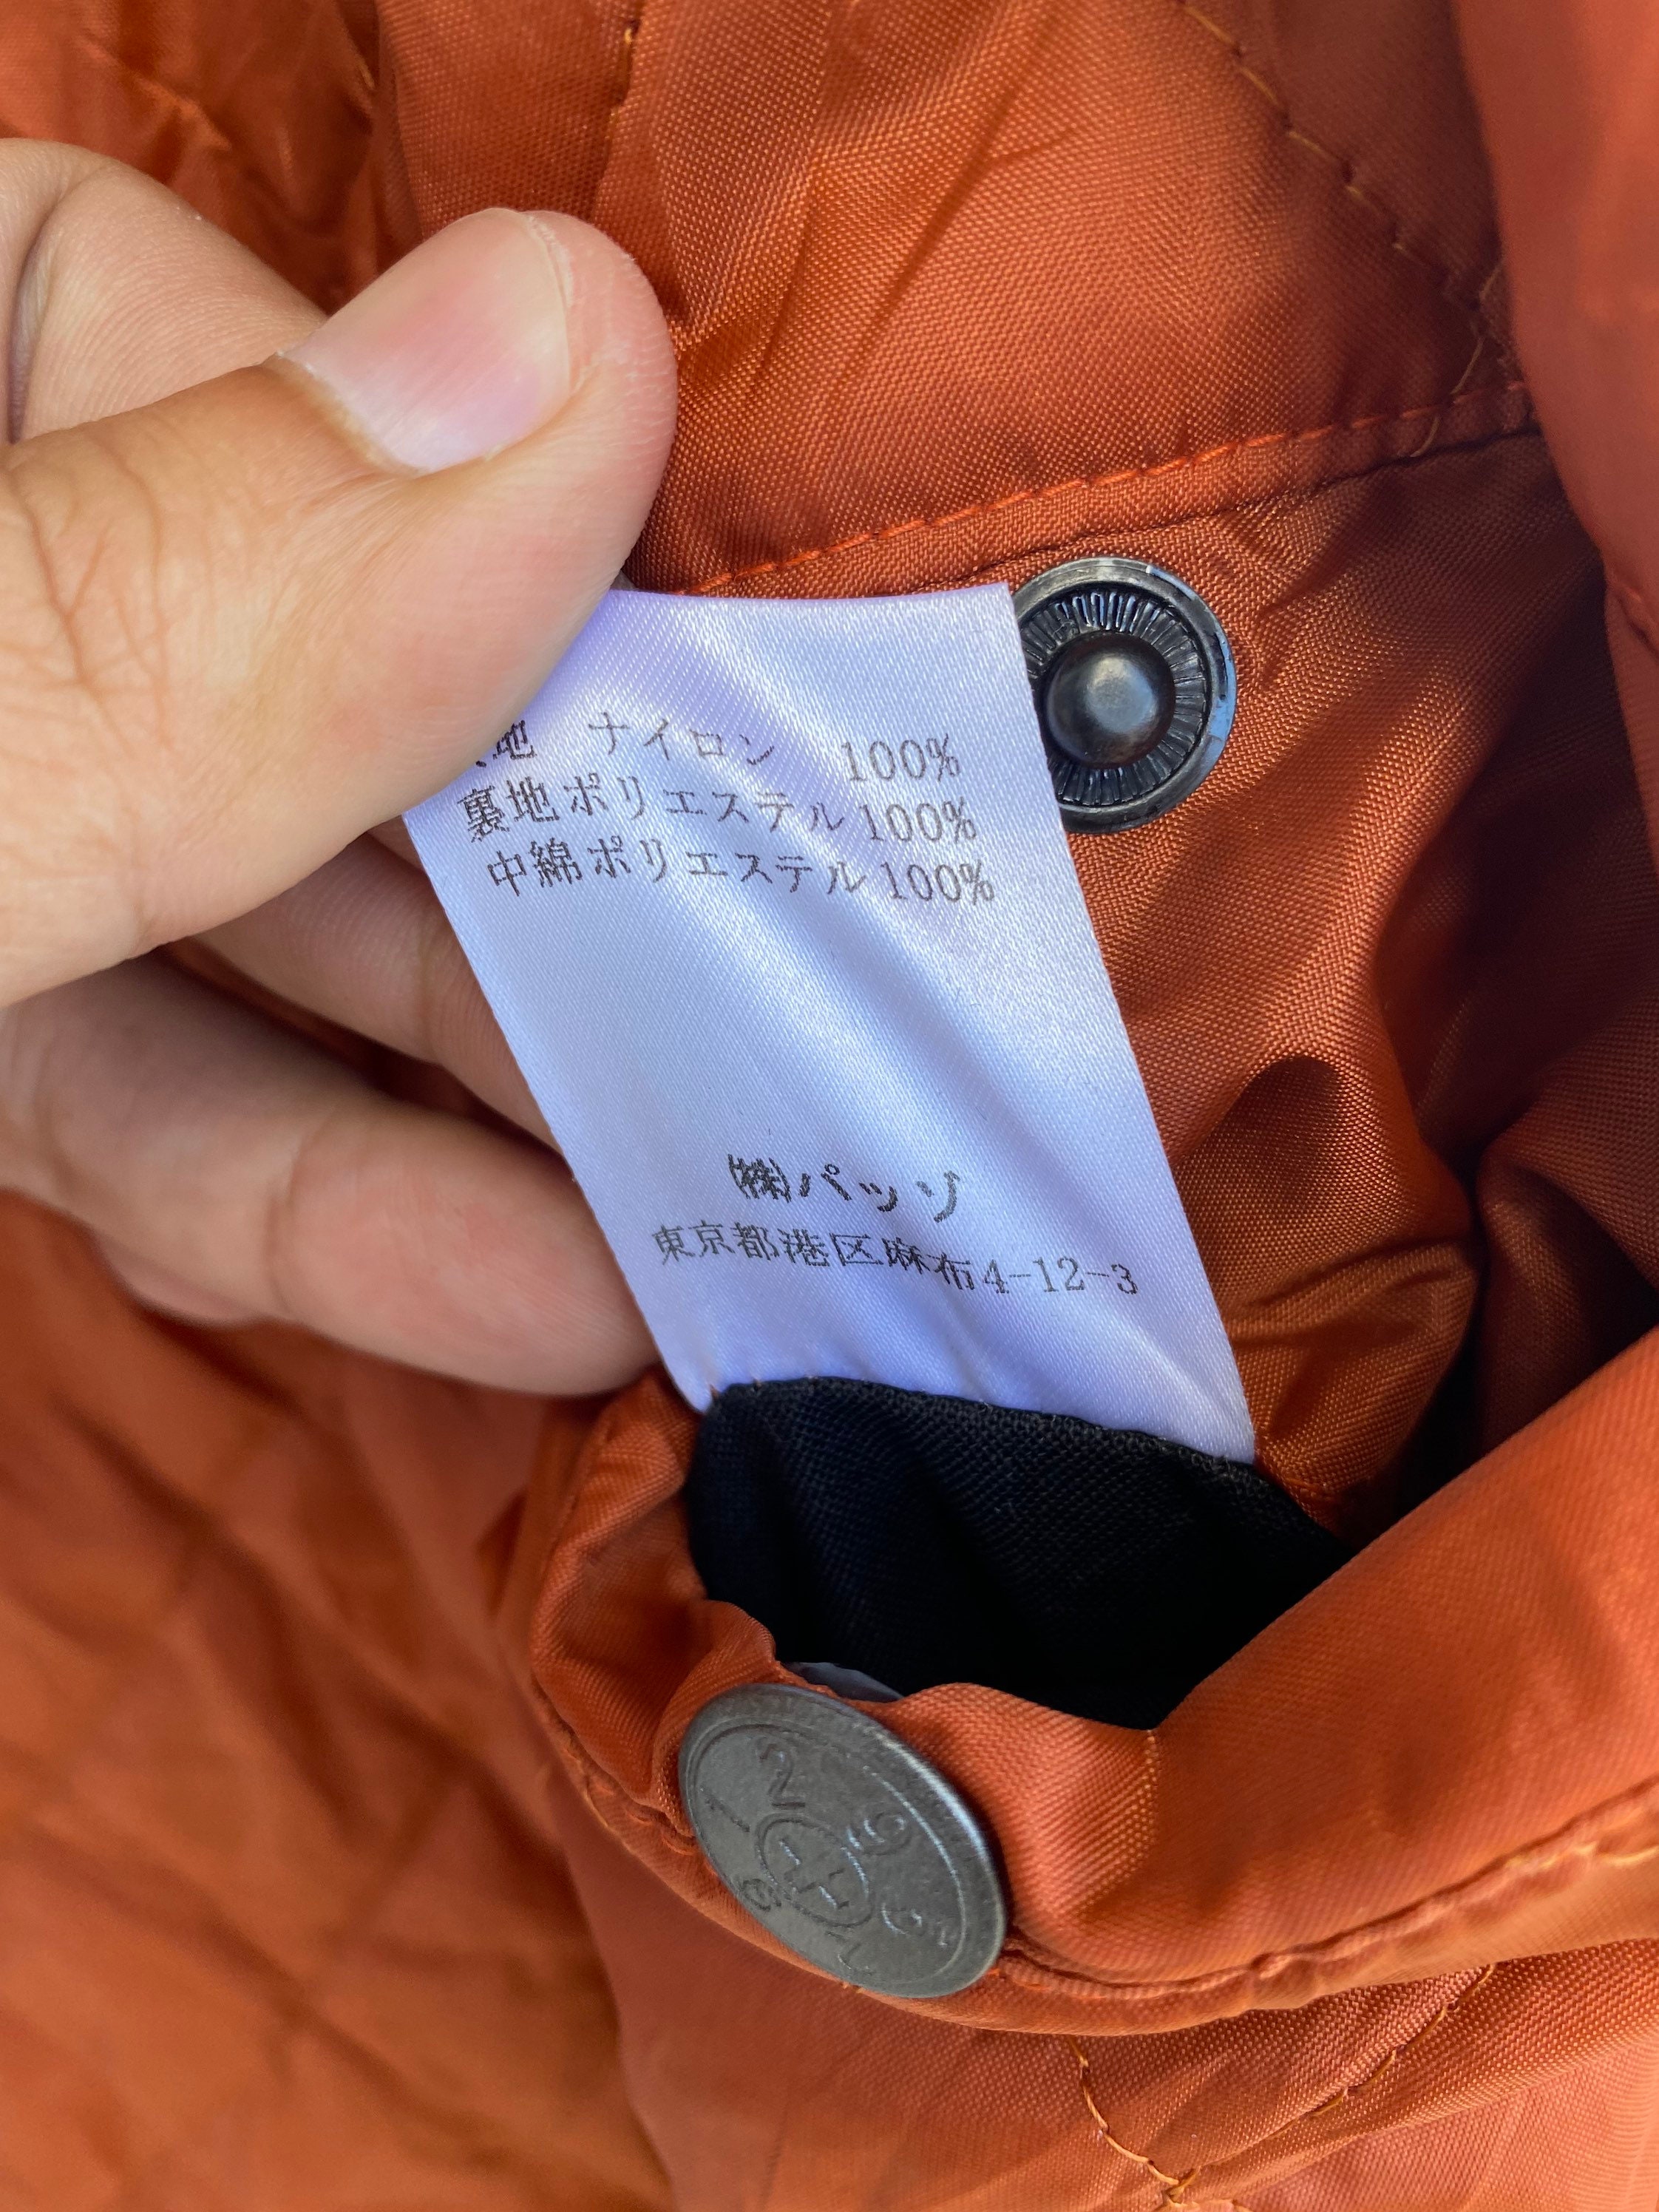 地 ナイロン 100%
裏地ポリエステル100%
中綿ポリエステル100%
㈱パッゾ
東京都港区麻布4-12-3